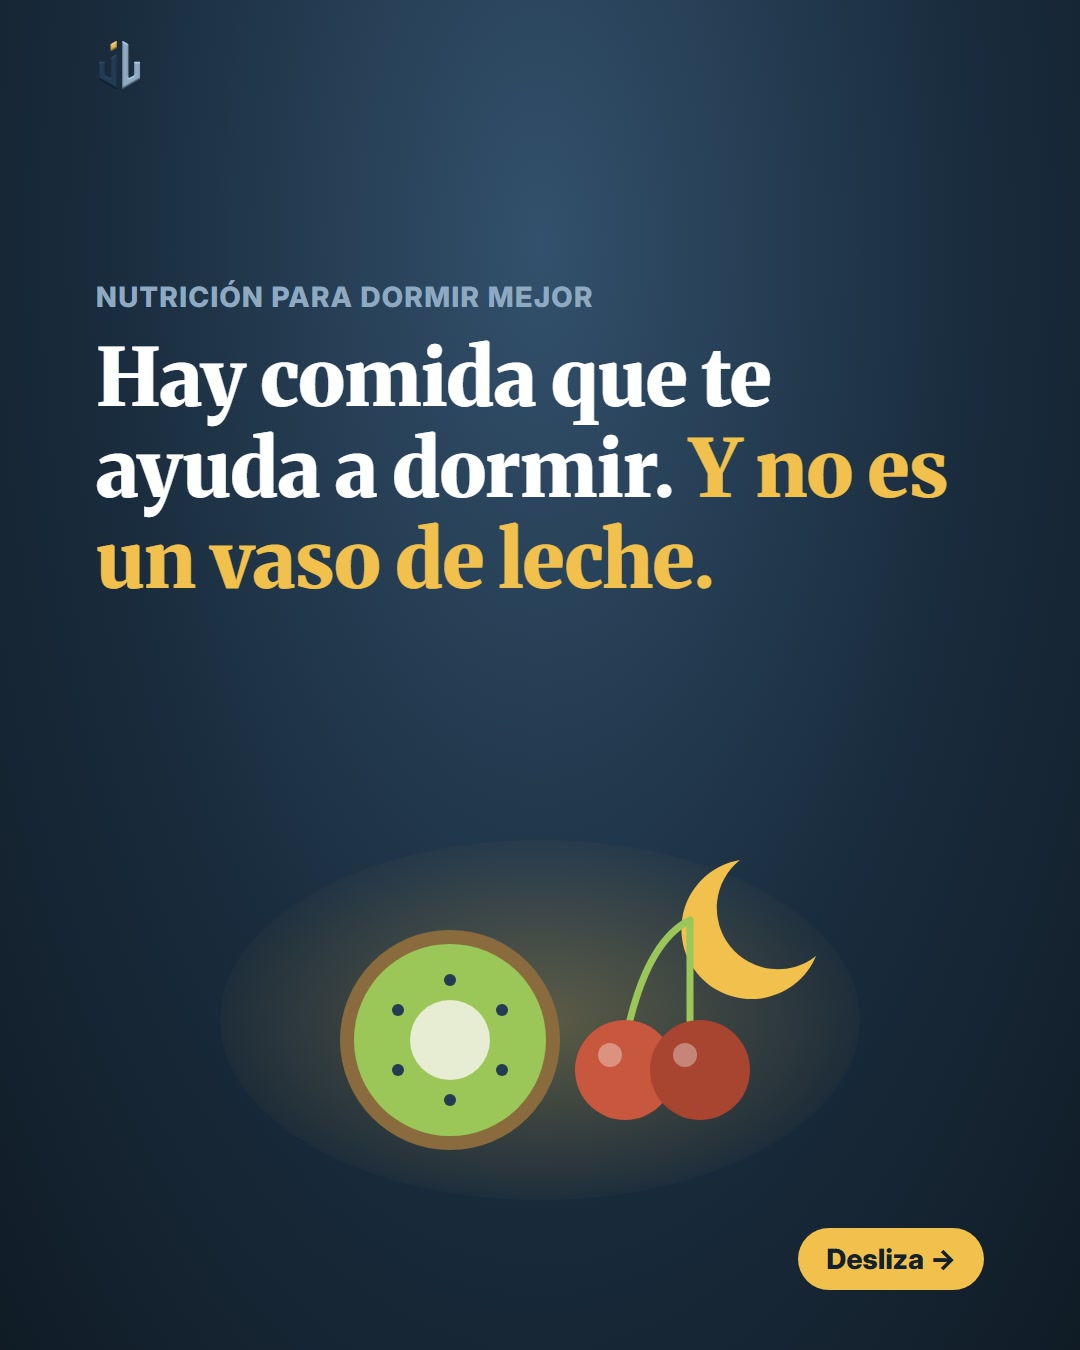 NUTRICIÓN PARA DORMIR MEJOR
Hay comida que te
ayuda a dormir. Y no es
un vaso de leche.
Desliza →